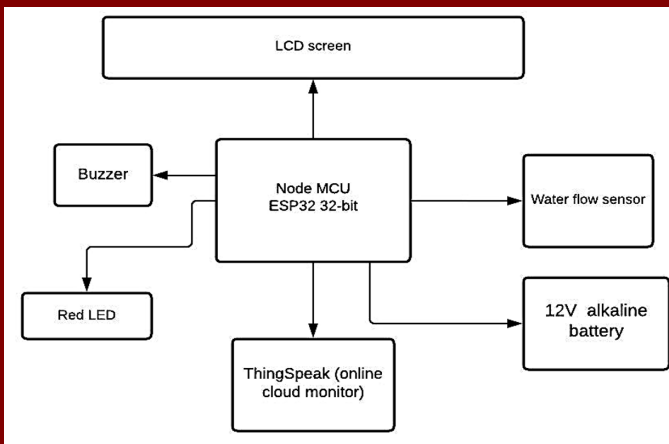 LCD screen
Buzzer
Node MCU
ESP32 32-bit
Water flow sensor
Red LED
12V alkaline
battery
ThingSpeak (online
cloud monitor)